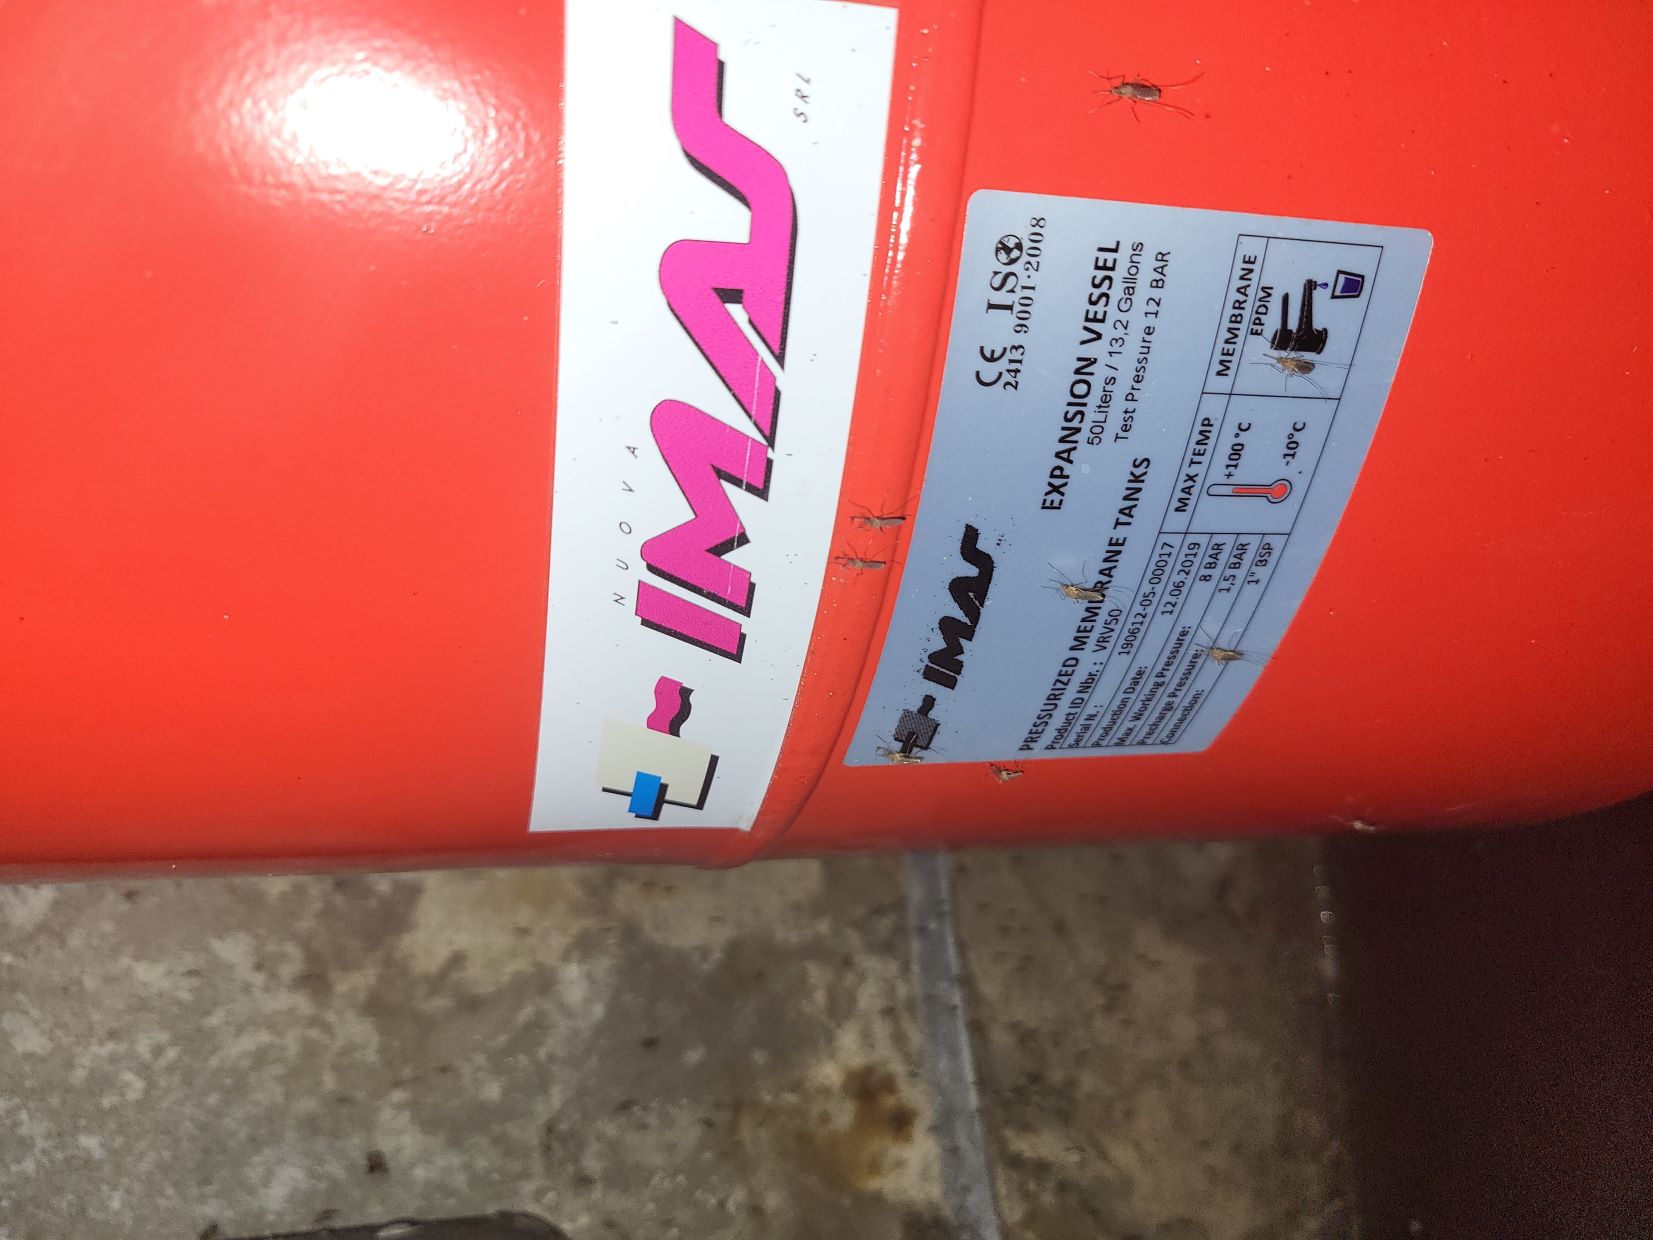 NUOVA
IMAS
SRL
IMAS
CE ISO
2413 9001:2008
EXPANSION VESSEL
50Liters / 13,2 Gallons
Test Pressure 12 BAR
PRESSURIZED MEMBRANE TANKS
Product ID Nbr. : VRV50
Serial N. : 190612-05-00017
Production Date: 12.06.2019
Max. Working Pressure: 8 BAR
Precharge Pressure: 1,5 BAR
Connection: 1" BSP
MAX TEMP
+100 °C
-10°C
MEMBRANE
EPDM